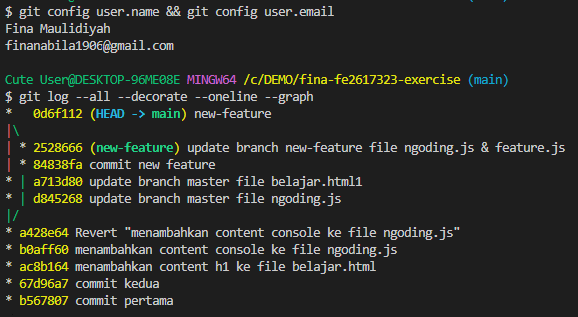 $ git config user.name && git config user.email
Fina Maulidiyah
finanabila1906@gmail.com
Cute User@DESKTOP-96ME08E MINGW64 /c/DEMO/fina-fe2617323-exercise (main)
$ git log --all --decorate --oneline --graph
*   0d6f112 (HEAD -> main) new-feature
|\
| * 2528666 (new-feature) update branch new-feature file ngoding.js & feature.js
| * 84838fa commit new feature
* | a713d80 update branch master file belajar.html1
* | d845268 update branch master file ngoding.js
|/
* a428e64 Revert "menambahkan content console ke file ngoding.js"
* b0aff60 menambahkan content console ke file ngoding.js
* ac8b164 menambahkan content h1 ke file belajar.html
* 67d96a7 commit kedua
* b567807 commit pertama